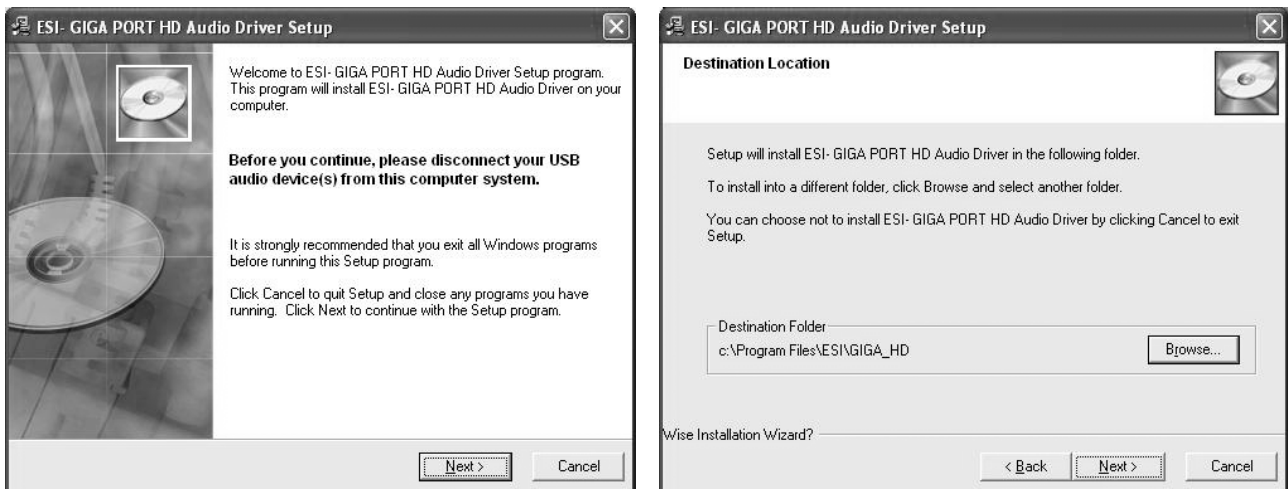 ESI- GIGA PORT HD Audio Driver Setup
Welcome to ESI- GIGA PORT HD Audio Driver Setup program.
This program will install ESI- GIGA PORT HD Audio Driver on your
computer.
Before you continue, please disconnect your USB
audio device(s) from this computer system.
It is strongly recommended that you exit all Windows programs
before running this Setup program.
Click Cancel to quit Setup and close any programs you have
running. Click Next to continue with the Setup program.
Next >
Cancel
ESI- GIGA PORT HD Audio Driver Setup
Destination Location
Setup will install ESI- GIGA PORT HD Audio Driver in the following folder.
To install into a different folder, click Browse and select another folder.
You can choose not to install ESI- GIGA PORT HD Audio Driver by clicking Cancel to exit
Setup.
Destination Folder
c:\Program Files\ESI\GIGA_HD
Browse...
Wise Installation Wizard?
< Back
Next >
Cancel